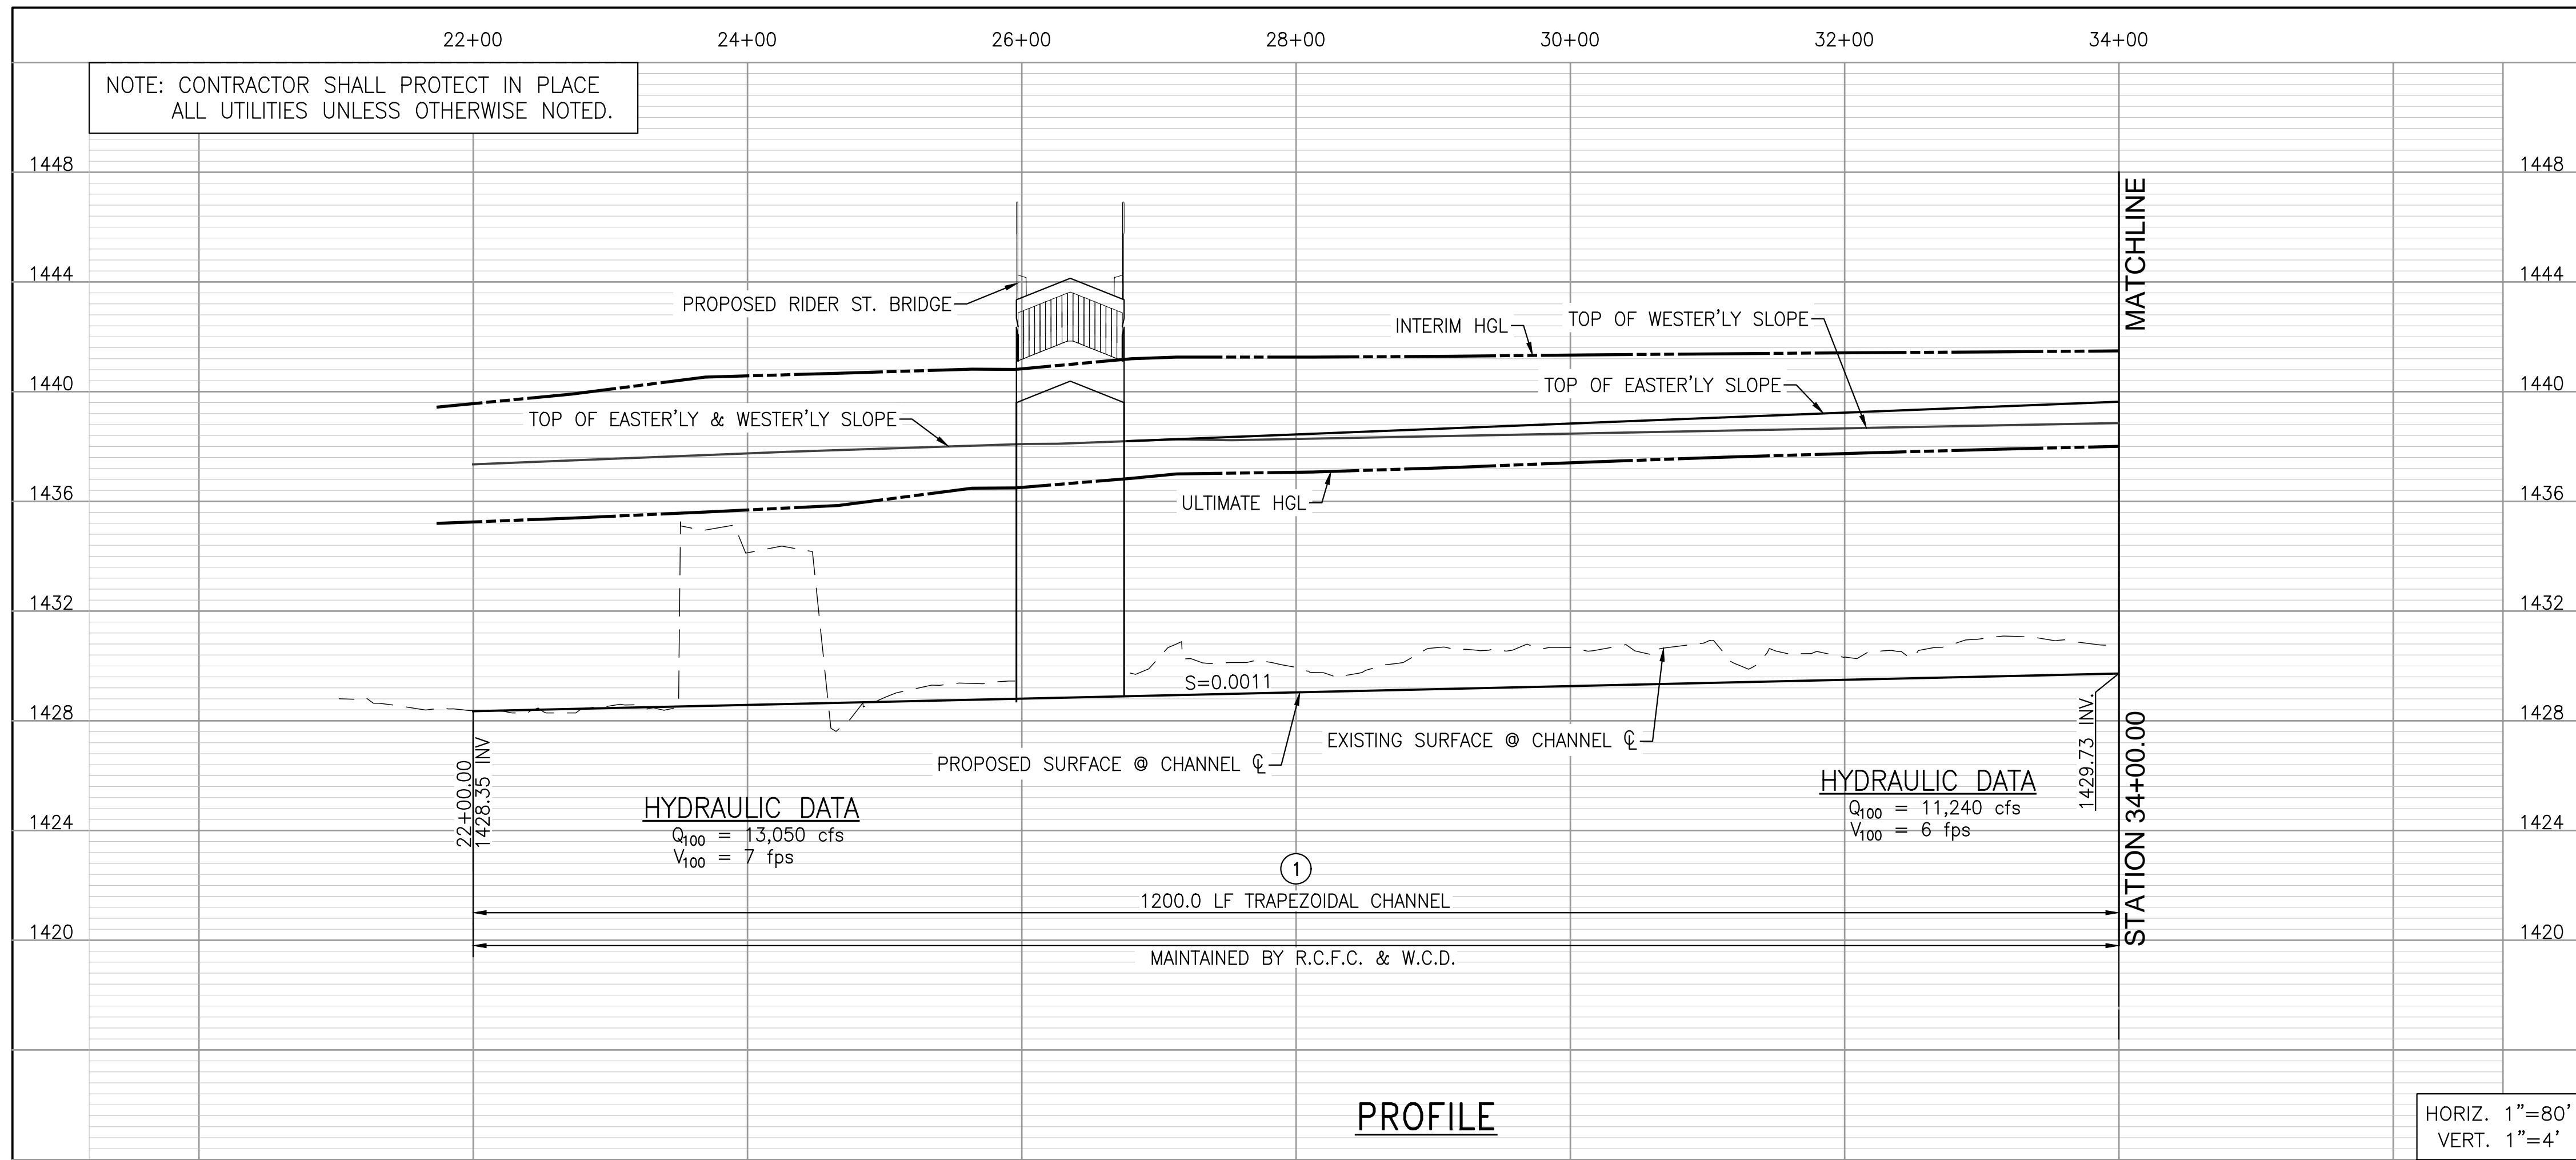 22+00 24+00 26+00 28+00 30+00 32+00 34+00
NOTE: CONTRACTOR SHALL PROTECT IN PLACE
ALL UTILITIES UNLESS OTHERWISE NOTED.
1448 1448
MATCHLINE
1444 1444
PROPOSED RIDER ST. BRIDGE
INTERIM HGL
TOP OF WESTER'LY SLOPE
1440 1440
TOP OF EASTER'LY SLOPE
TOP OF EASTER'LY & WESTER'LY SLOPE
1436 1436
ULTIMATE HGL
1432 1432
S=0.0011
1428 1428
EXISTING SURFACE @ CHANNEL ℄
PROPOSED SURFACE @ CHANNEL ℄
22+00.00
1428.35 INV
1429.73 INV.
STATION 34+00.00
HYDRAULIC DATA
Q100 = 13,050 cfs
V100 = 7 fps
HYDRAULIC DATA
Q100 = 11,240 cfs
V100 = 6 fps
1424 1424
1
1200.0 LF TRAPEZOIDAL CHANNEL
1420 1420
MAINTAINED BY R.C.F.C. & W.C.D.
PROFILE
HORIZ. 1"=80'
VERT. 1"=4'